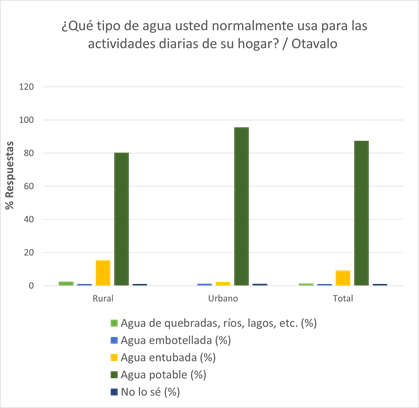 ¿Qué tipo de agua usted normalmente usa para las
actividades diarias de su hogar? / Otavalo
% Respuestas
120
100
80
60
40
20
0
Rural Urbano Total
Agua de quebradas, ríos, lagos, etc. (%)
Agua embotellada (%)
Agua entubada (%)
Agua potable (%)
No lo sé (%)